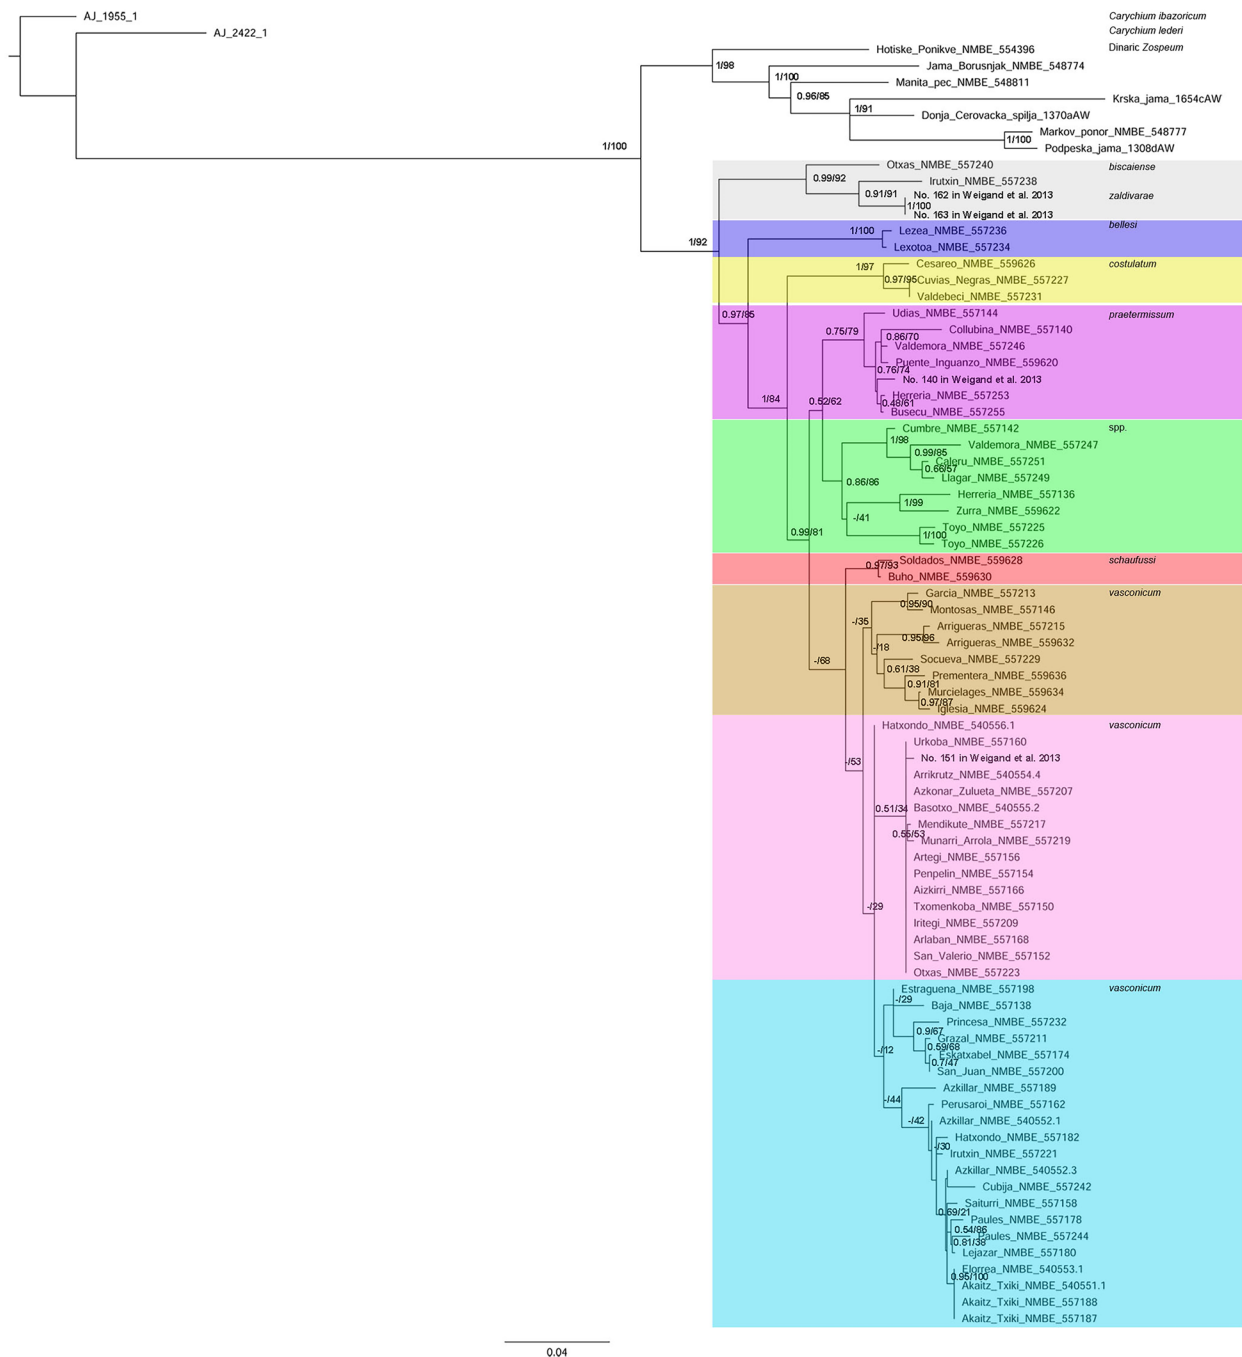 AJ_1955_1 Carychium ibazoricum
AJ_2422_1 Carychium lederi
Hotiske_Ponikve_NMBE_554396 Dinaric Zospeum
1/98 Jama_Borusnjak_NMBE_548774
1/100 Manita_pec_NMBE_548811
0.96/85 Krska_jama_1654cAW
1/91 Donja_Cerovacka_spilja_1370aAW
Markov_ponor_NMBE_548777
1/100 Podpeska_jama_1308dAW
1/100
Otxas_NMBE_557240 biscaiense
0.99/92 Irutxin_NMBE_557238
0.91/91 No. 162 in Weigand et al. 2013 zaldivarae
1/100
No. 163 in Weigand et al. 2013
bellesi
1/100 Lezea_NMBE_557236
1/92 Lexotoa_NMBE_557234
1/97 Cesareo_NMBE_559626 costulatum
0.97/95 Cuvias_Negras_NMBE_557227
Valdebeci_NMBE_557231
0.97/85 Udias_NMBE_557144 praetermissum
0.75/79 Collubina_NMBE_557140
0.86/70
Valdemora_NMBE_557246
Puente_Inguanzo_NMBE_559620
0.76/74
No. 140 in Weigand et al. 2013
Herreria_NMBE_557253
1/84 0.52/62 0.48/61
Busecu_NMBE_557255
Cumbre_NMBE_557142 spp.
1/98 Valdemora_NMBE_557247
0.99/85
Caleru_NMBE_557251
0.66/57
Llagar_NMBE_557249
0.86/86
Herreria_NMBE_557136
1/99
Zurra_NMBE_559622
-/41
Toyo_NMBE_557225
0.99/81 1/100
Toyo_NMBE_557226
Soldados_NMBE_559628 schaufussi
0.97/93
Buho_NMBE_559630
Garcia_NMBE_557213 vasconicum
0.95/90
Montosas_NMBE_557146
-/35 Arrigueras_NMBE_557215
0.95/96
Arrigueras_NMBE_559632
-/18
-/68 Socueva_NMBE_557229
0.61/38
Prementera_NMBE_559636
0.91/81
Murcielages_NMBE_559634
0.97/87
Iglesia_NMBE_559624
Hatxondo_NMBE_540556.1 vasconicum
Urkoba_NMBE_557160
-/53 No. 151 in Weigand et al. 2013
Arrikrutz_NMBE_540554.4
Azkonar_Zulueta_NMBE_557207
0.51/34 Basotxo_NMBE_540555.2
Mendikute_NMBE_557217
0.55/53
Munarri_Arrola_NMBE_557219
Artegi_NMBE_557156
Penpelin_NMBE_557154
Aizkirri_NMBE_557166
-/29 Txomenkoba_NMBE_557150
Iritegi_NMBE_557209
Arlaban_NMBE_557168
San_Valerio_NMBE_557152
Otxas_NMBE_557223
Estraguena_NMBE_557198 vasconicum
-/29
Baja_NMBE_557138
Princesa_NMBE_557232
0.9/67
Grazal_NMBE_557211
0.59/68
-/12 Eskatxabel_NMBE_557174
0.7/47
San_Juan_NMBE_557200
Azkillar_NMBE_557189
-/44 Perusaroi_NMBE_557162
-/42 Azkillar_NMBE_540552.1
Hatxondo_NMBE_557182
-/30
Irutxin_NMBE_557221
Azkillar_NMBE_540552.3
Cubija_NMBE_557242
Saiturri_NMBE_557158
0.69/21
Paules_NMBE_557178
0.54/86
Paules_NMBE_557244
0.81/38
Lejazar_NMBE_557180
Elorrea_NMBE_540553.1
0.95/100
Akaitz_Txiki_NMBE_540551.1
Akaitz_Txiki_NMBE_557188
Akaitz_Txiki_NMBE_557187
0.04